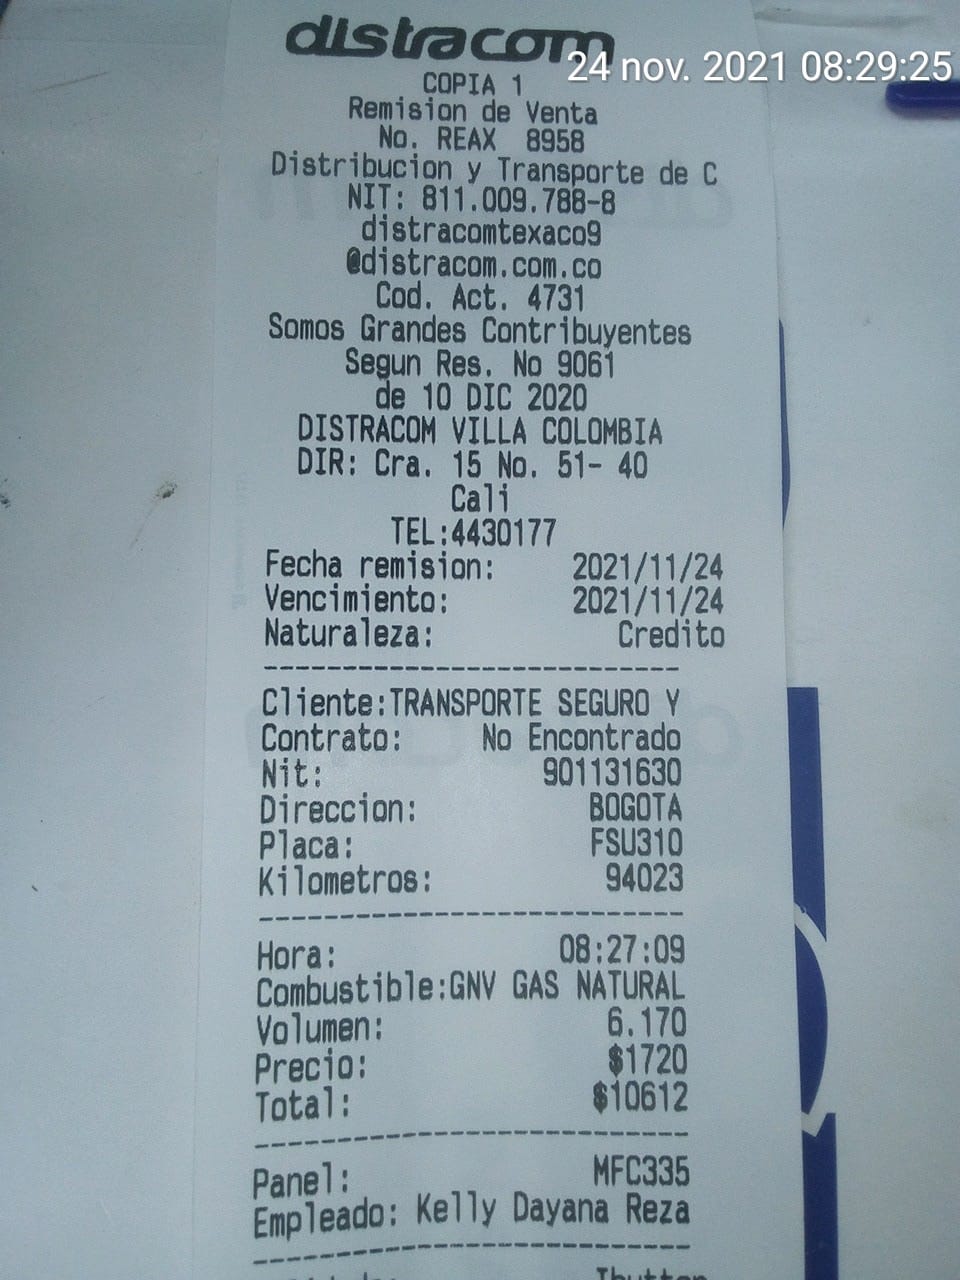 distracom
24 nov. 2021 08:29:25
COPIA 1
Remision de Venta
No. REAX 8958
Distribucion y Transporte de C
NIT: 811.009.788-8
distracomtexaco9
@distracom.com.co
Cod. Act. 4731
Somos Grandes Contribuyentes
Segun Res. No 9061
de 10 DIC 2020
DISTRACOM VILLA COLOMBIA
DIR: Cra. 15 No. 51- 40
Cali
TEL:4430177
Fecha remision: 2021/11/24
Vencimiento: 2021/11/24
Naturaleza: Credito
Cliente:TRANSPORTE SEGURO Y
Contrato: No Encontrado
Nit: 901131630
Direccion: BOGOTA
Placa: FSU310
Kilometros: 94023
Hora: 08:27:09
Combustible:GNV GAS NATURAL
Volumen: 6.170
Precio: $1720
Total: $10612
Panel: MFC335
Empleado: Kelly Dayana Reza